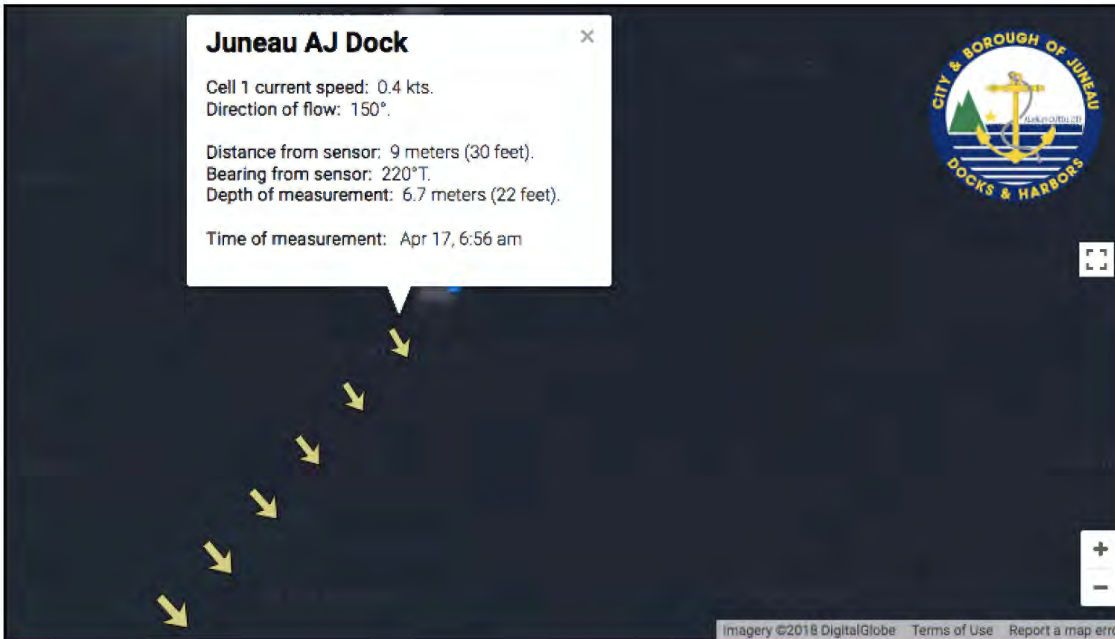 Juneau AJ Dock
×
Cell 1 current speed: 0.4 kts.
Direction of flow: 150°.
Distance from sensor: 9 meters (30 feet).
Bearing from sensor: 220°T.
Depth of measurement: 6.7 meters (22 feet).
Time of measurement: Apr 17, 6:56 am
CITY & BOROUGH OF JUNEAU
DOCKS & HARBORS
+
−
Imagery ©2018 DigitalGlobe Terms of Use Report a map erro